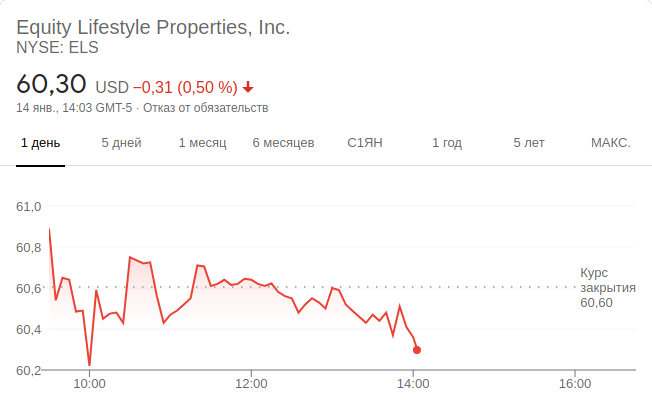 Equity Lifestyle Properties, Inc.
NYSE: ELS
60,30 USD −0,31 (0,50 %)
14 янв., 14:03 GMT-5 · Отказ от обязательств
1 день 5 дней 1 месяц 6 месяцев С1ЯН 1 год 5 лет МАКС.
61,0
60,8
Курс
60,6 закрытия
60,60
60,4
60,2
10:00 12:00 14:00 16:00